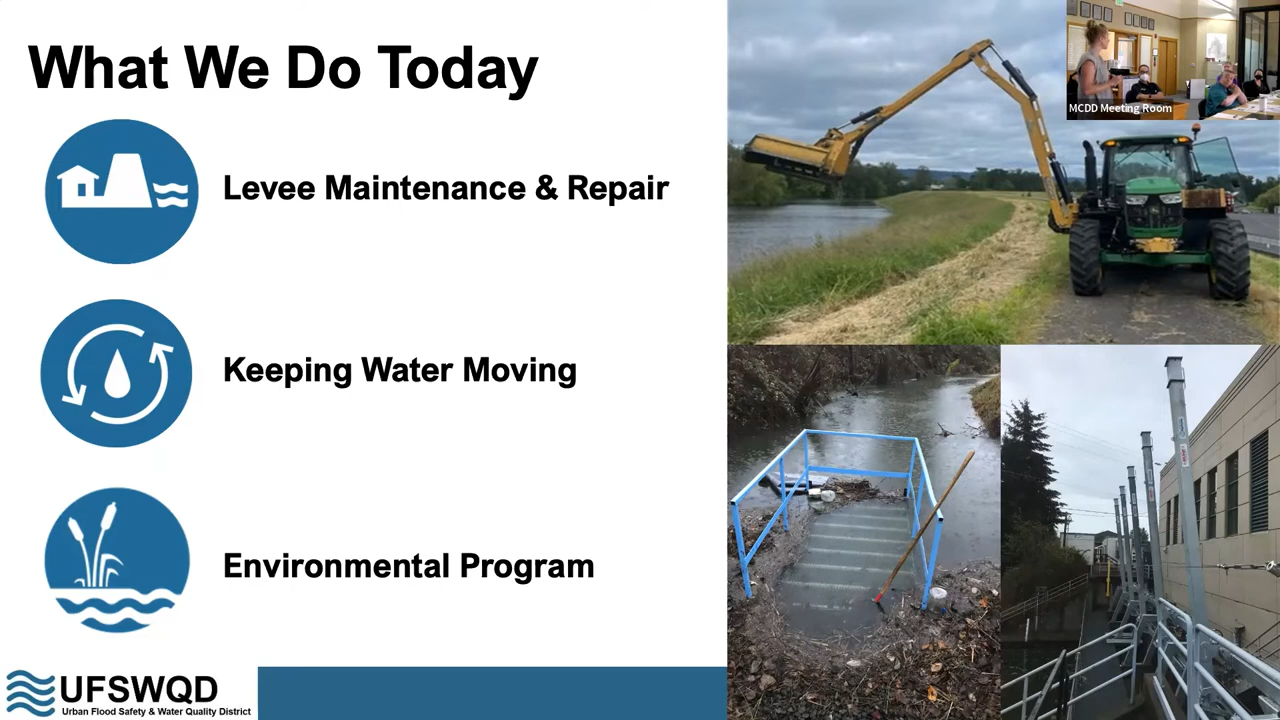 What We Do Today
MCDD Meeting Room
Levee Maintenance & Repair
Keeping Water Moving
Environmental Program
UFSWQD
Urban Flood Safety & Water Quality District